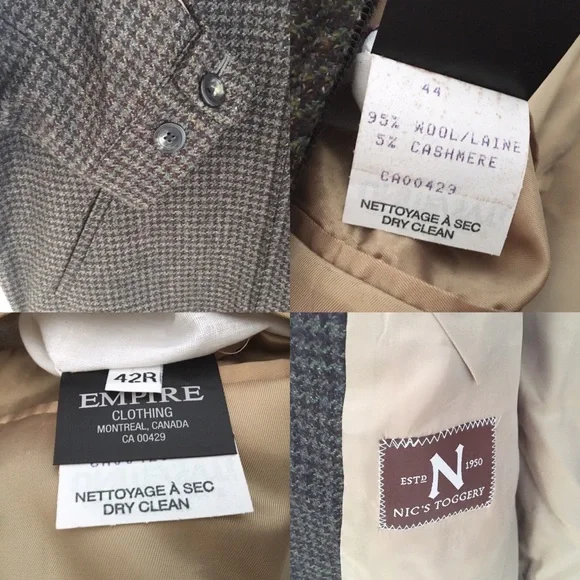 44
95% WOOL/LAINE
5% CASHMERE
CA00429
NETTOYAGE À SEC
DRY CLEAN
42R
EMPIRE
CLOTHING
MONTREAL, CANADA
CA 00429
NETTOYAGE À SEC
DRY CLEAN
ESTD N 1950
NIC'S TOGGERY